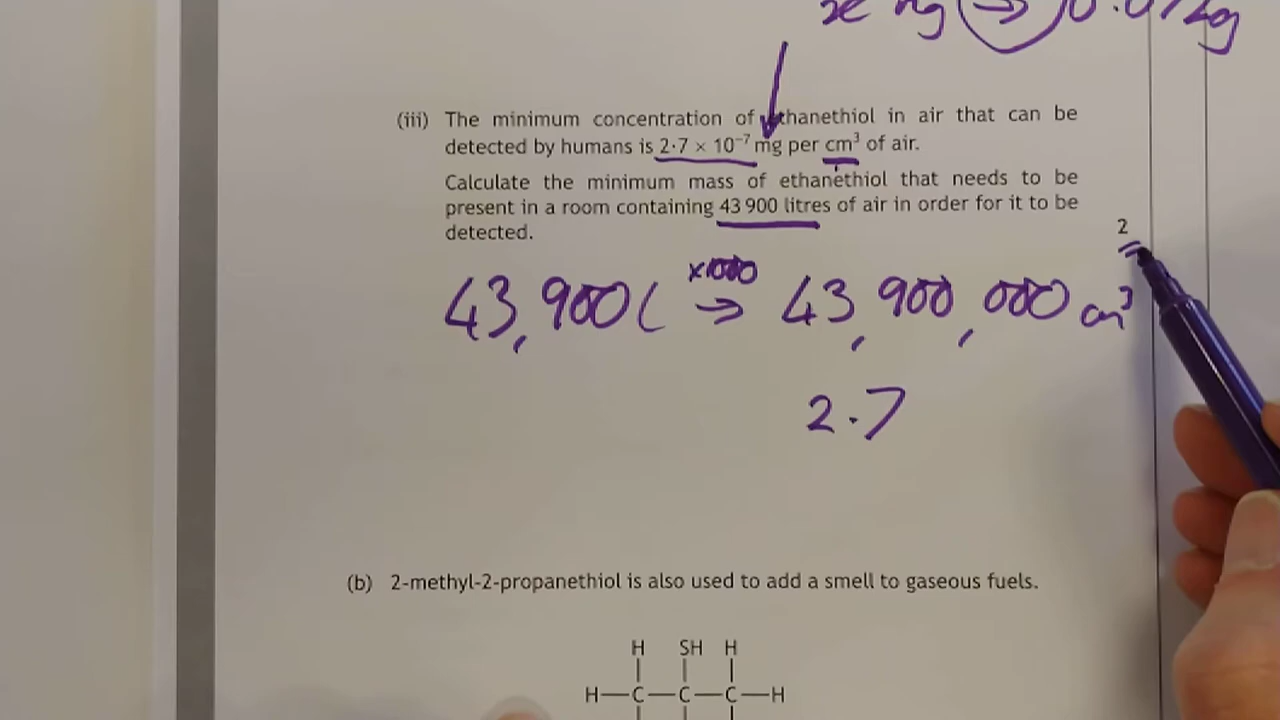 (iii) The minimum concentration of ethanethiol in air that can be
detected by humans is 2·7 × 10⁻⁷ mg per cm³ of air.
Calculate the minimum mass of ethanethiol that needs to be
present in a room containing 43 900 litres of air in order for it to be
detected.
2
43,900L ×1000 → 43,900,000 cm³
2.7
(b) 2-methyl-2-propanethiol is also used to add a smell to gaseous fuels.
H SH H
H—C—C—C—H